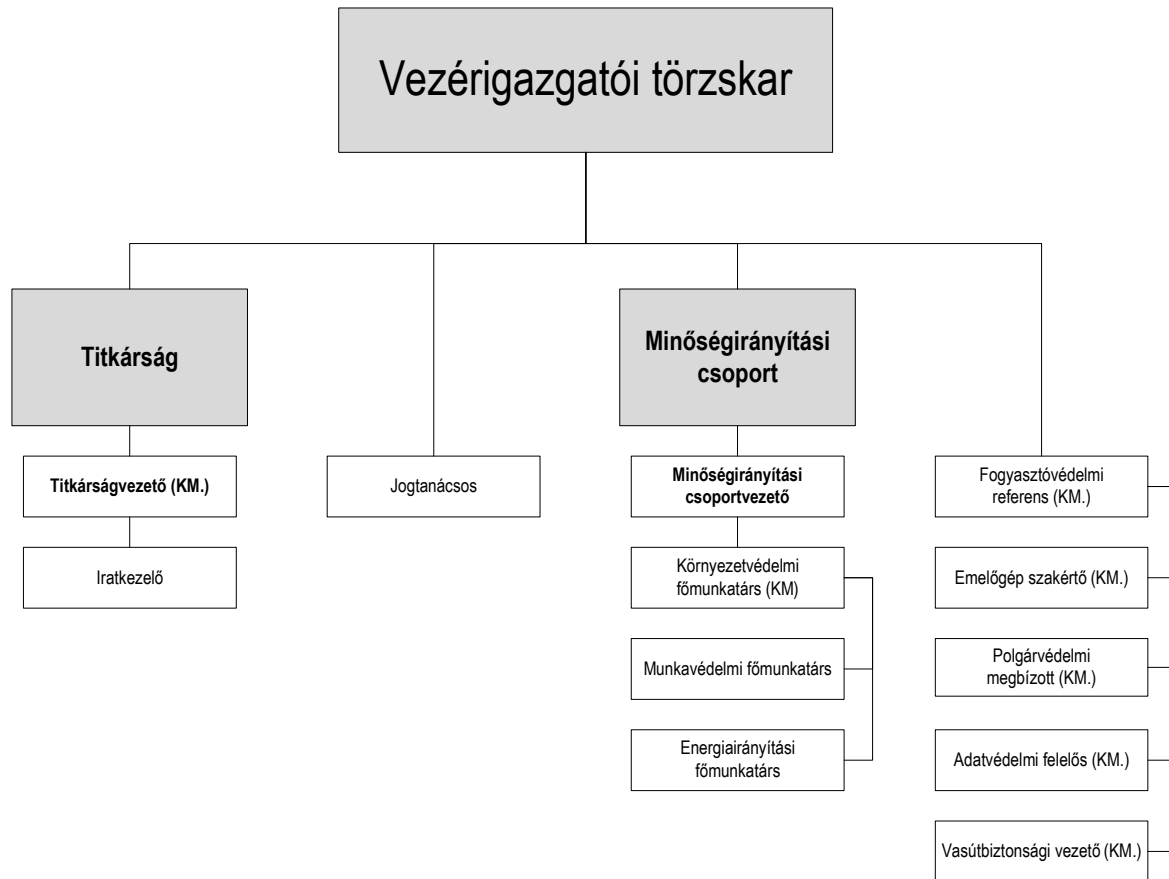 Vezérigazgatói törzskar
Titkárság
Minőségirányítási
csoport
Titkárságvezető (KM.)
Jogtanácsos
Minőségirányítási
csoportvezető
Fogyasztóvédelmi
referens (KM.)
Iratkezelő
Környezetvédelmi
főmunkatárs (KM)
Emelőgép szakértő (KM.)
Munkavédelmi főmunkatárs
Polgárvédelmi
megbízott (KM.)
Energiairányítási
főmunkatárs
Adatvédelmi felelős (KM.)
Vasútbiztonsági vezető (KM.)